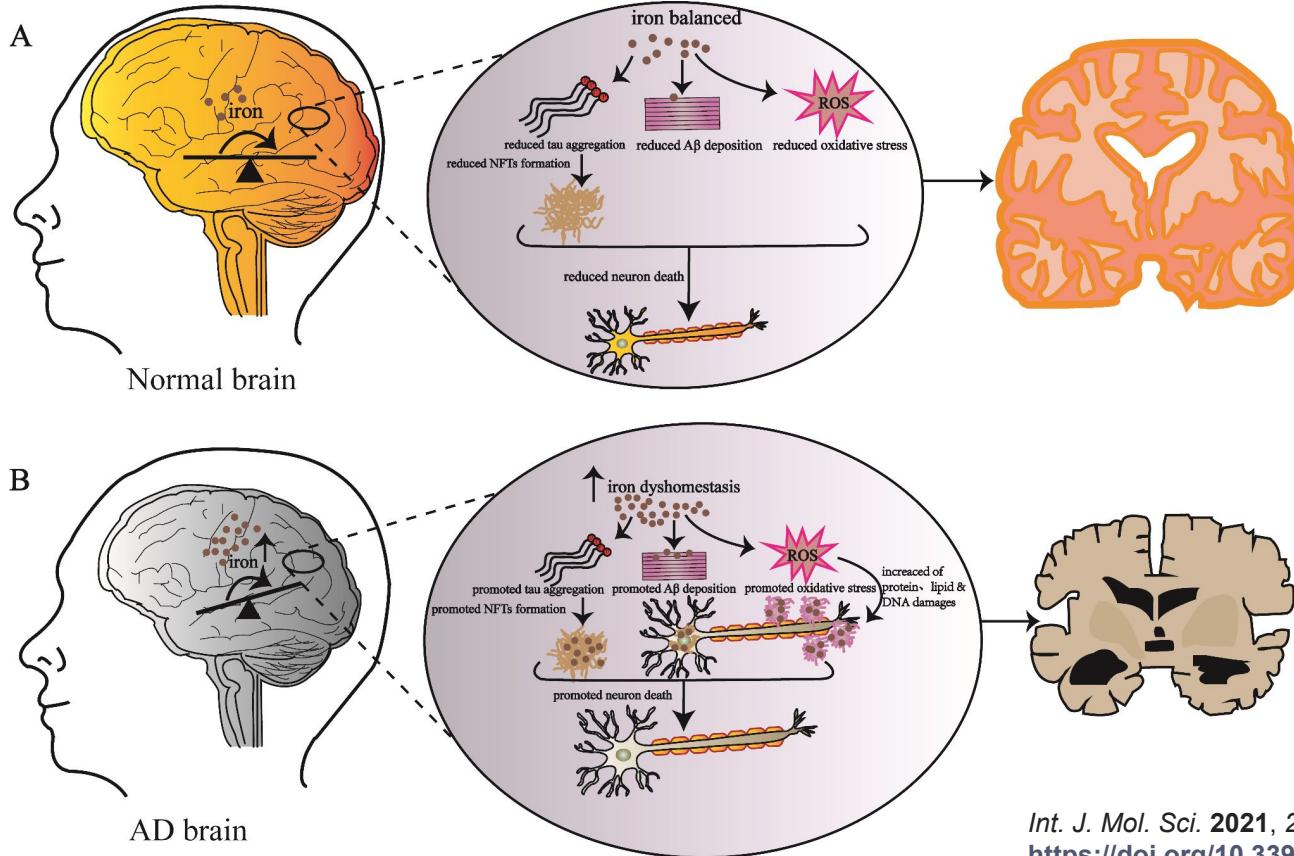 A
iron
Normal brain
iron balanced
ROS
reduced tau aggregation
reduced Aβ deposition
reduced oxidative stress
reduced NFTs formation
reduced neuron death
B
iron
AD brain
iron dyshomestasis
ROS
promoted tau aggregation
promoted Aβ deposition
promoted oxidative stress
increaced of
protein、lipid &
DNA damages
promoted NFTs formation
promoted neuron death
Int. J. Mol. Sci. 2021, 2
https://doi.org/10.339